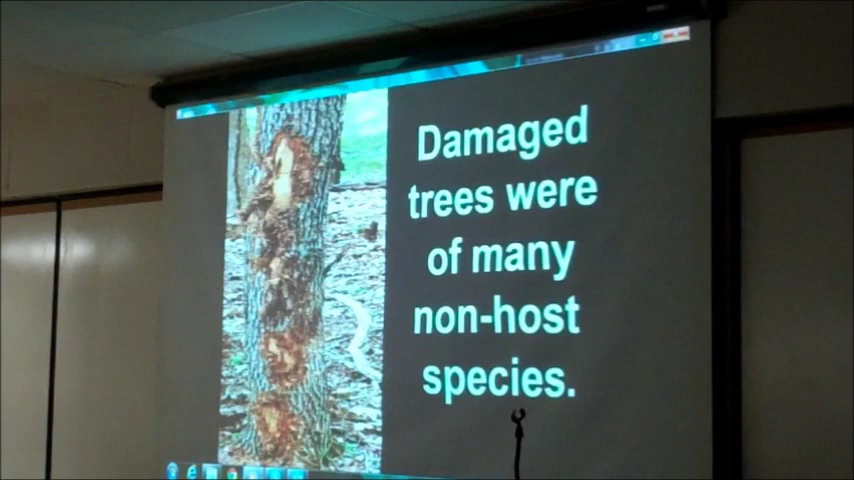 Damaged
trees were
of many
non-host
species.